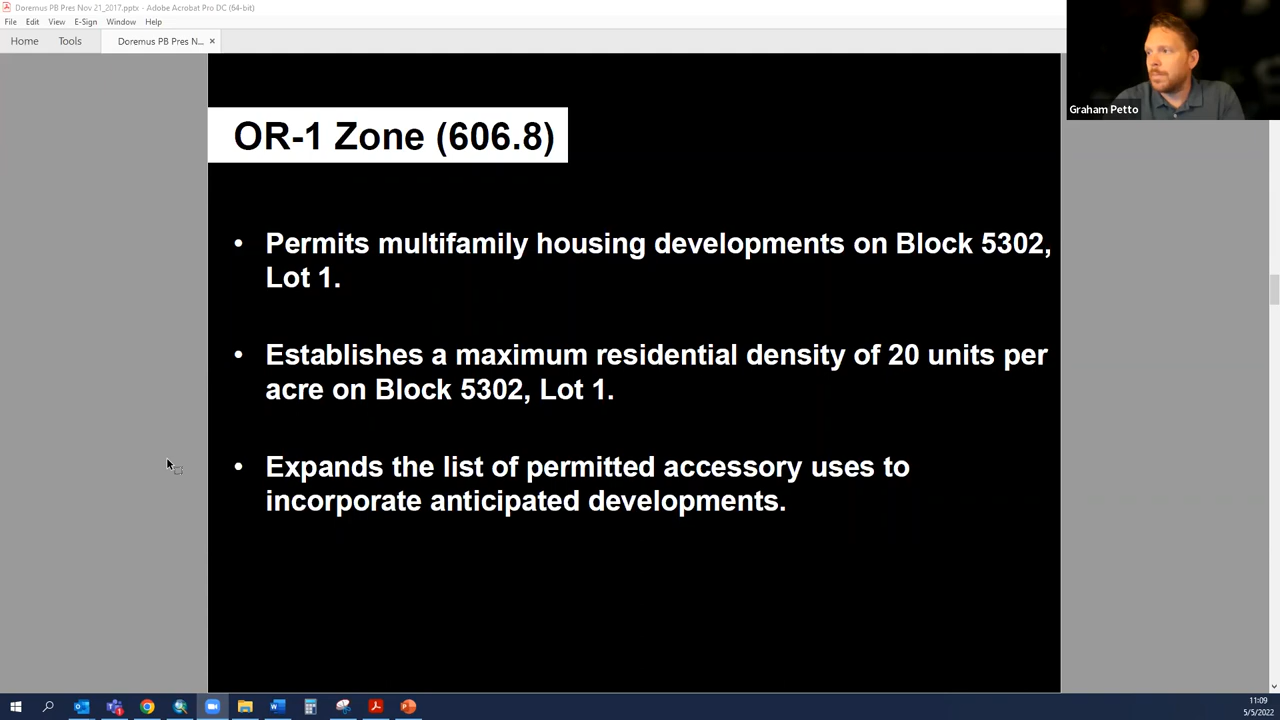 Doremus PB Pres Nov 21_2017.pptx - Adobe Acrobat Pro DC (64-bit)
File Edit View E-Sign Window Help
Home Tools Doremus PB Pres N... ×
Graham Petto
OR-1 Zone (606.8)
• Permits multifamily housing developments on Block 5302,
Lot 1.
• Establishes a maximum residential density of 20 units per
acre on Block 5302, Lot 1.
• Expands the list of permitted accessory uses to
incorporate anticipated developments.
11:09
5/5/2022